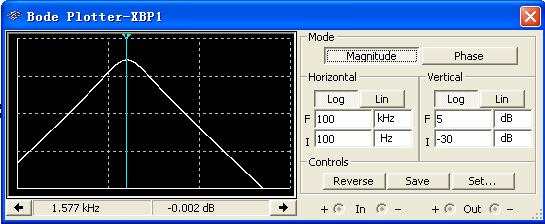 Bode Plotter-XBP1
Mode
Magnitude Phase
Horizontal Vertical
Log Lin Log Lin
F 100 kHz F 5 dB
I 100 Hz I -30 dB
Controls
Reverse Save Set...
1.577 kHz -0.002 dB
+ In - + Out -